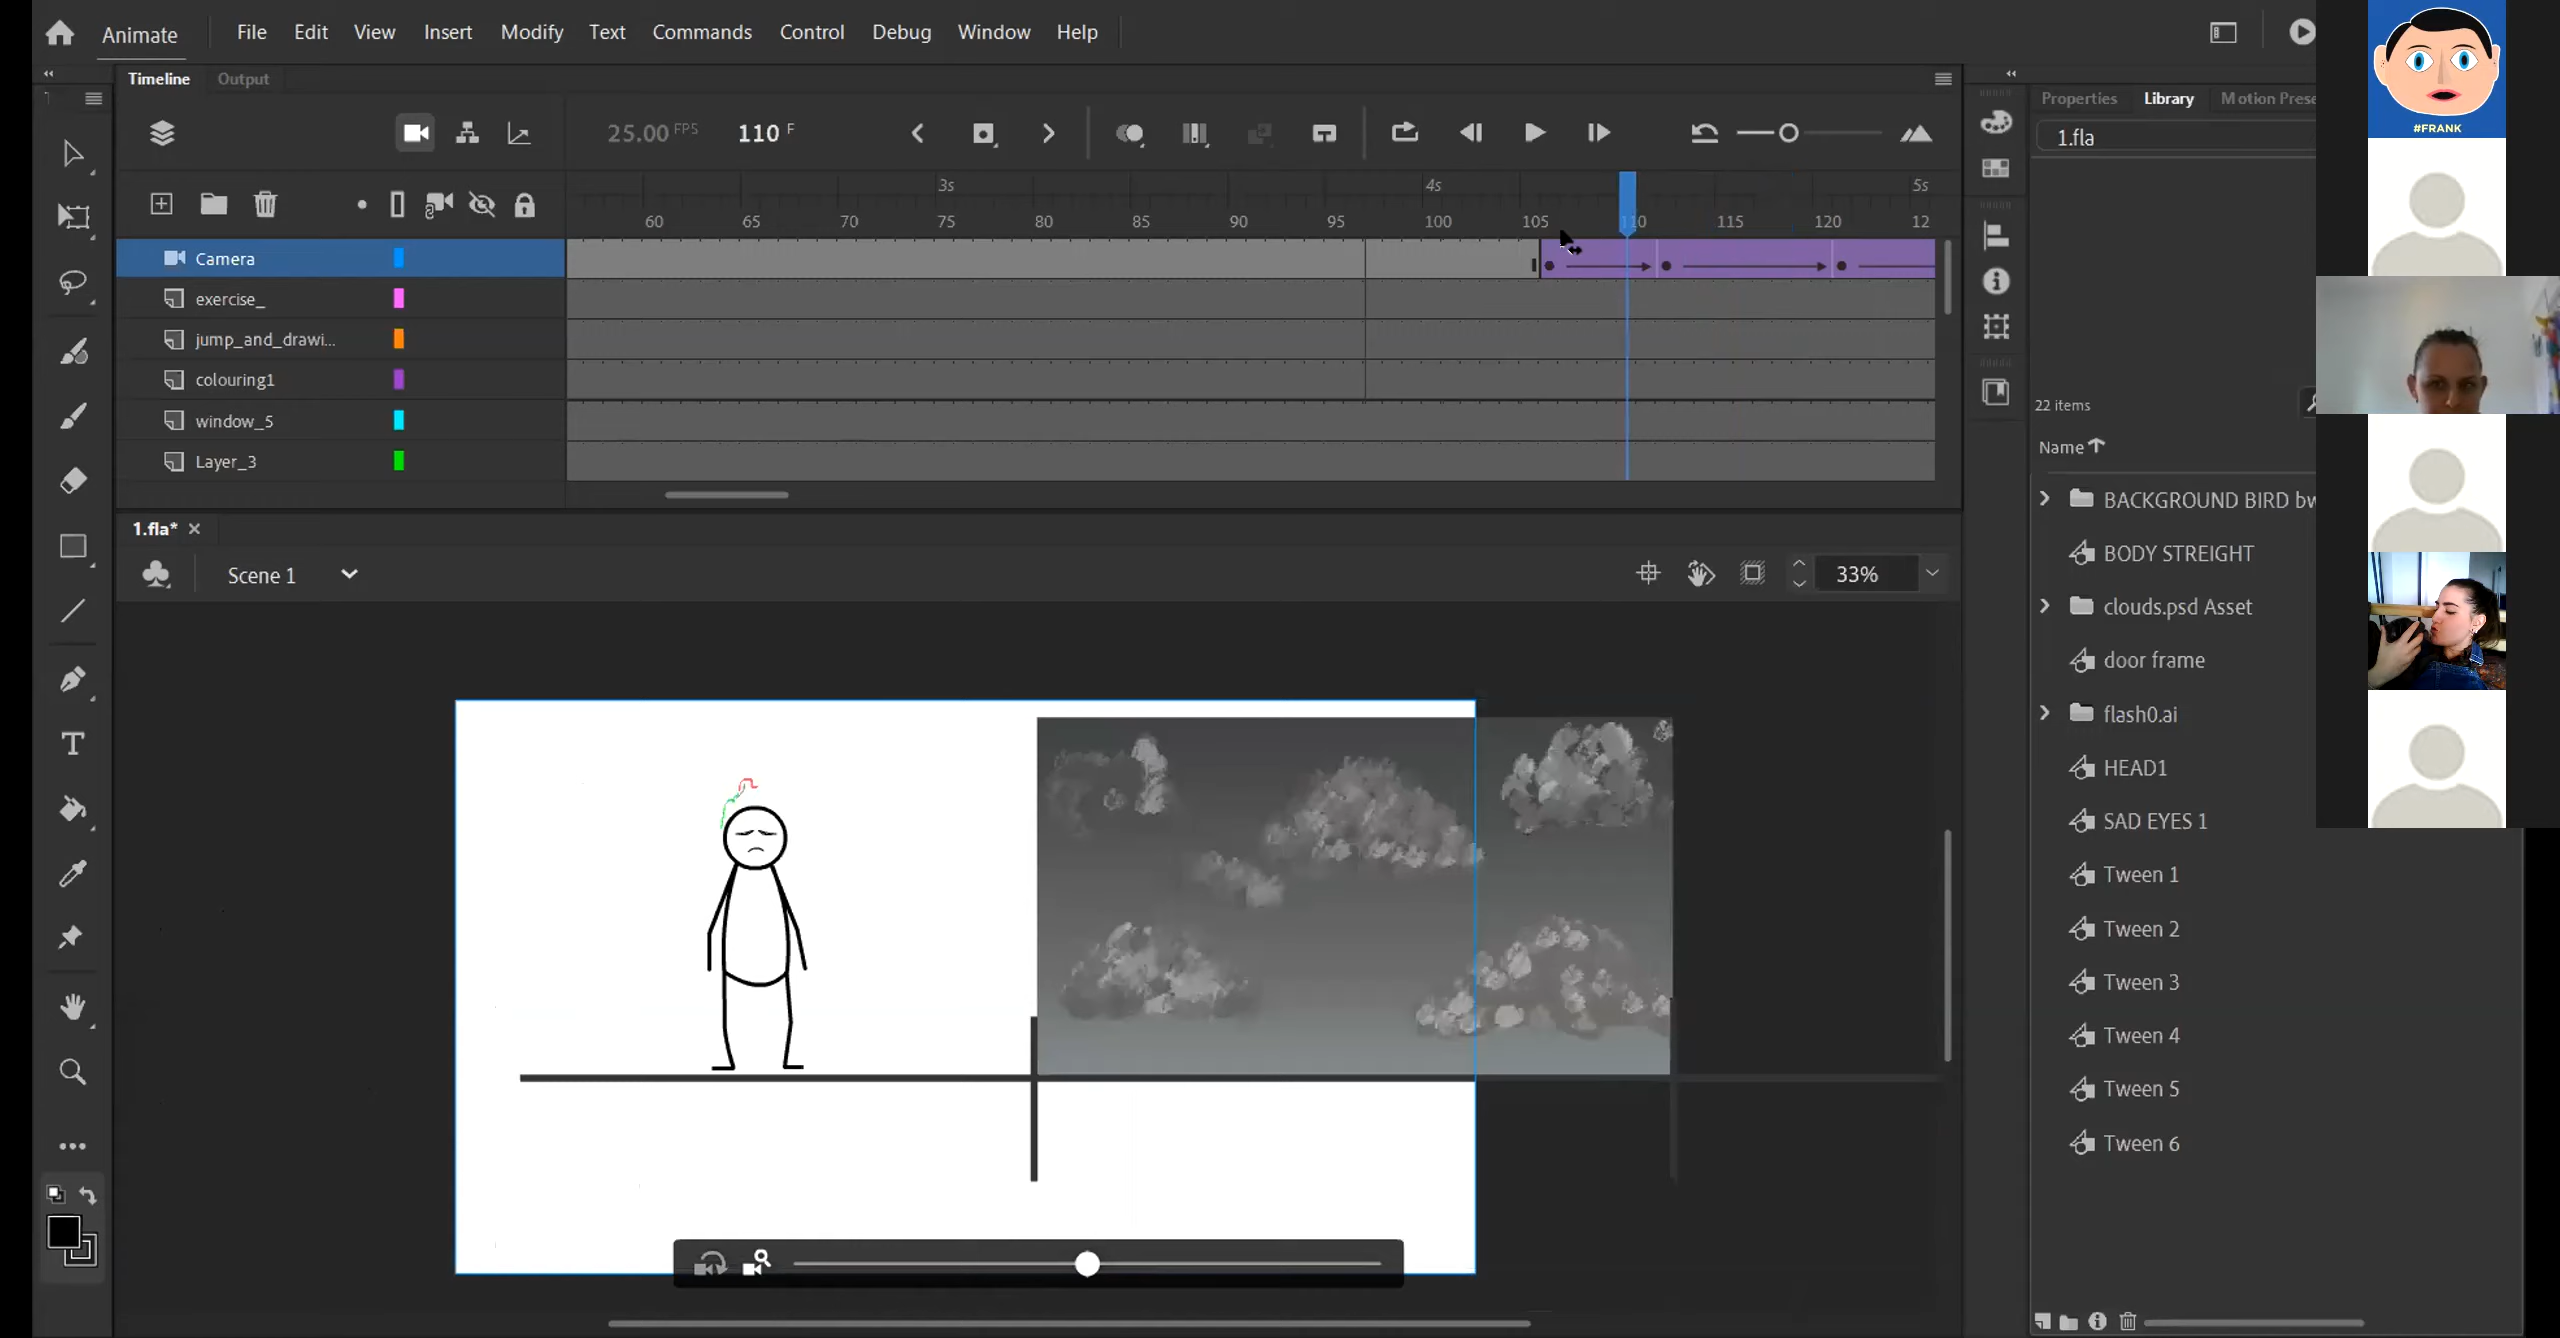 Animate File Edit View Insert Modify Text Commands Control Debug Window Help
Timeline Output
25.00 FPS 110 F
3s 4s 5s
60 65 70 75 80 85 90 95 100 105 110 115 120 12
Camera
exercise_
jump_and_drawi...
colouring1
window_5
Layer_3
1.fla*
Scene 1
33%
Properties Library Motion Prese
1.fla
22 items
Name
BACKGROUND BIRD bw
BODY STREIGHT
clouds.psd Asset
door frame
flash0.ai
HEAD1
SAD EYES 1
Tween 1
Tween 2
Tween 3
Tween 4
Tween 5
Tween 6
#FRANK